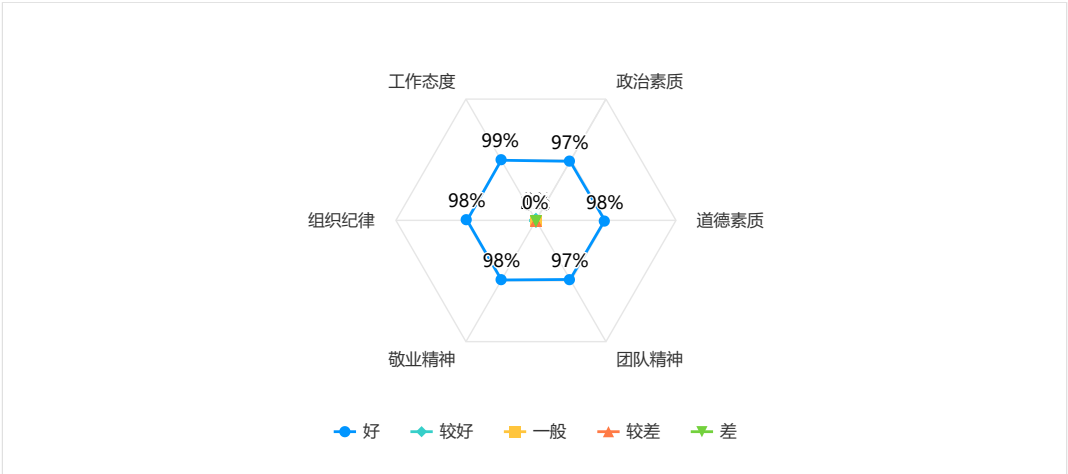 工作态度 政治素质
99% 97%
组织纪律 98% 0% 98% 道德素质
98% 97%
敬业精神 团队精神
好 较好 一般 较差 差